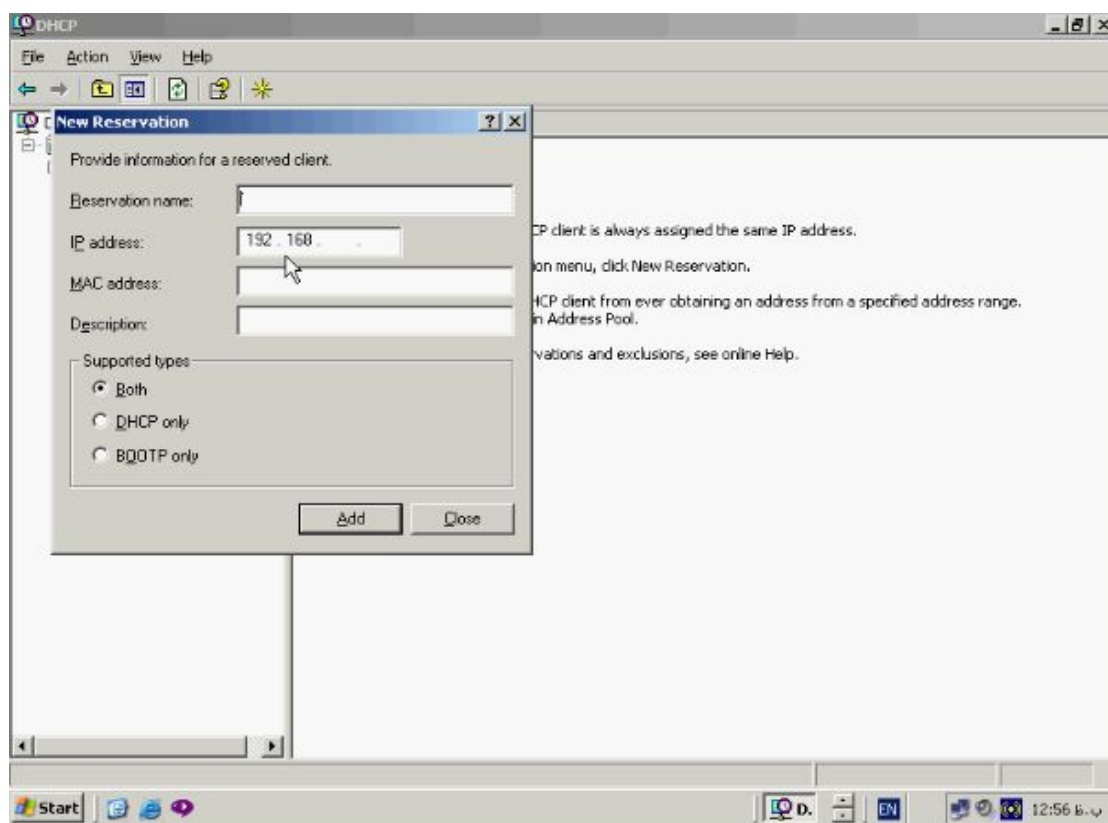 DHCP
File Action View Help
New Reservation
Provide information for a reserved client.
Reservation name:
IP address: 192 . 168 . .
MAC address:
Description:
Supported types
Both
DHCP only
BOOTP only
Add Close
CP client is always assigned the same IP address.
ion menu, click New Reservation.
HCP client from ever obtaining an address from a specified address range.
in Address Pool.
vations and exclusions, see online Help.
Start D. EN 12:56 ب.ظ